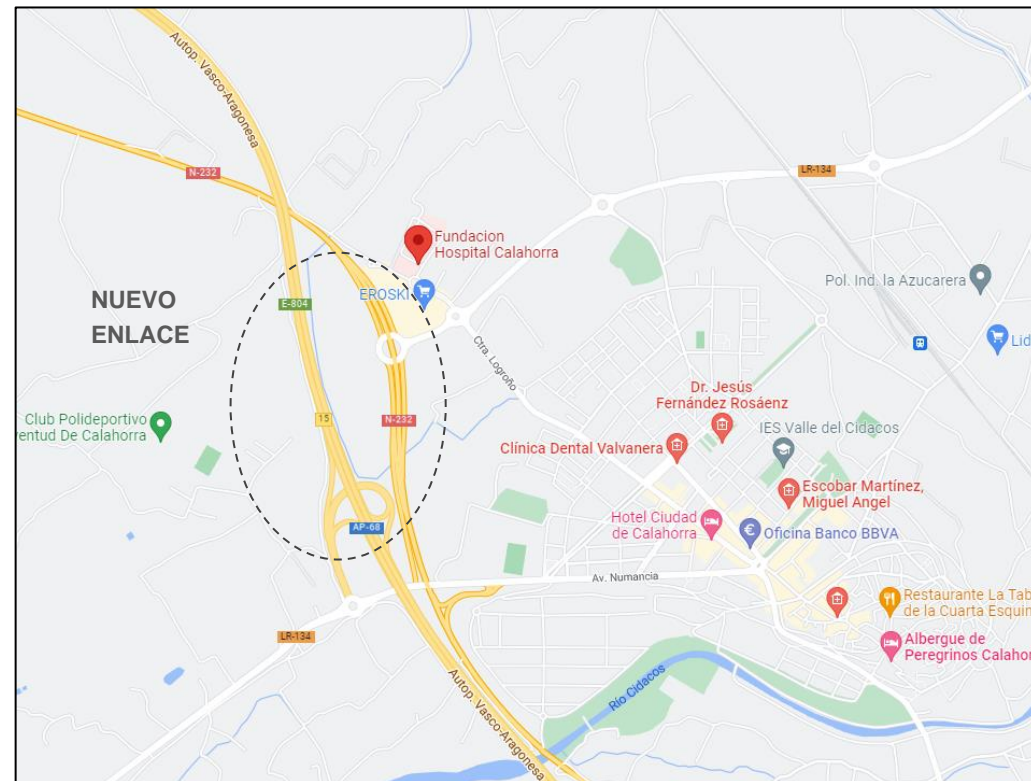 Autop. Vasco-Aragonesa
N-232
LR-134
Fundacion
Hospital Calahorra
NUEVO
ENLACE
E-804
EROSKI
Pol. Ind. la Azucarera
Ctra. Logroño
Lid
Dr. Jesús
Fernández Rosáenz
Club Polideportivo
ventud De Calahorra
15
N-232
IES Valle del Cidacos
Clínica Dental Valvanera
Escobar Martínez,
Miguel Angel
Hotel Ciudad
de Calahorra
AP-68
Oficina Banco BBVA
Av. Numancia
Restaurante La Tab
de la Cuarta Esquin
LR-134
Albergue de
Peregrinos Calahor
Autop. Vasco-Aragonesa
Río Cidacos